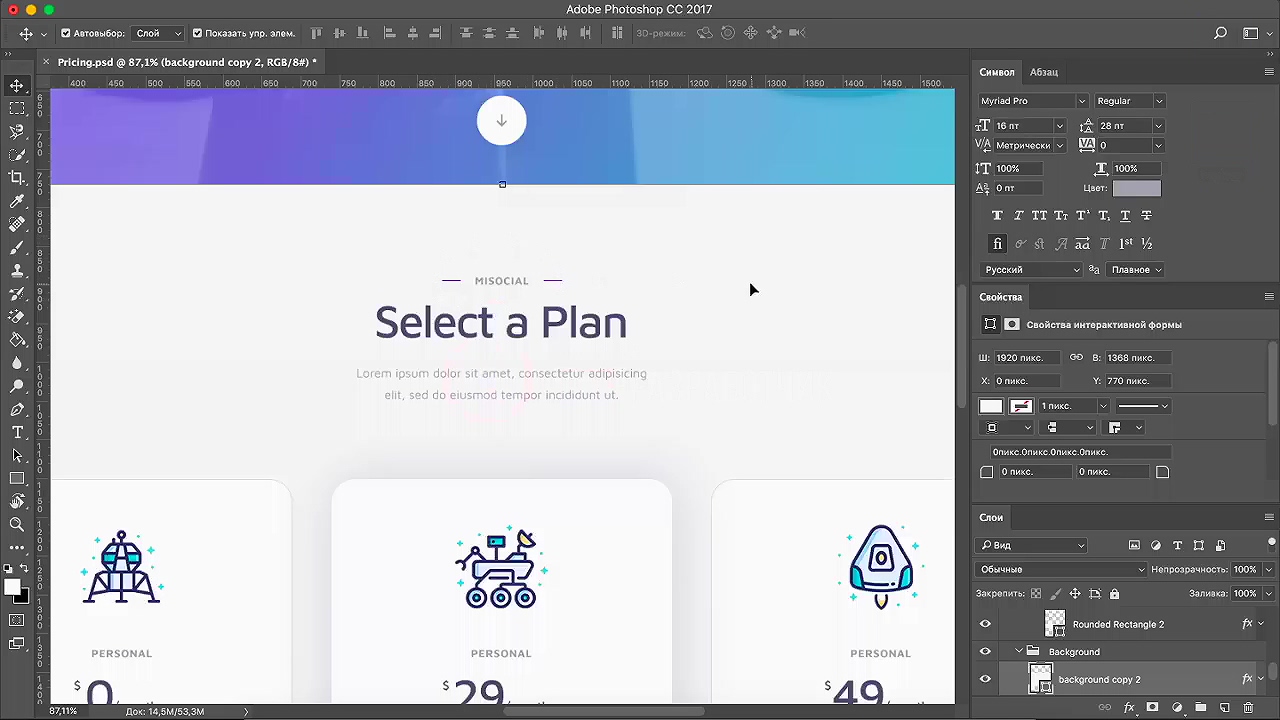 Adobe Photoshop CC 2017
Автовыбор: Слой Показать упр. элем. 3D-режим:
Pricing.psd @ 87,1% (background copy 2, RGB/8#) *
400 450 500 550 600 650 700 750 800 850 900 950 1000 1050 1100 1150 1200 1250 1300 1350 1400 1450 1500
MISOCIAL
Select a Plan
Lorem ipsum dolor sit amet, consectetur adipisicing
elit, sed do eiusmod tempor incididunt ut.
PERSONAL PERSONAL PERSONAL
$ 0 $ 29 $ 49
87,11% Док: 14,5M/53,3M
Символ Абзац
Myriad Pro Regular
16 пт 28 пт
Метрически 0
100% 100%
0 пт Цвет:
Русский Плавное
Свойства
Свойства интерактивной формы
Ш: 1920 пикс. В: 1368 пикс.
X: 0 пикс. Y: 770 пикс.
1 пикс.
0пикс.0пикс.0пикс.0пикс.
0 пикс. 0 пикс.
Слои
Вид
Обычные Непрозрачность: 100%
Закрепить: Заливка: 100%
Rounded Rectangle 2 fx
Background
background copy 2 fx